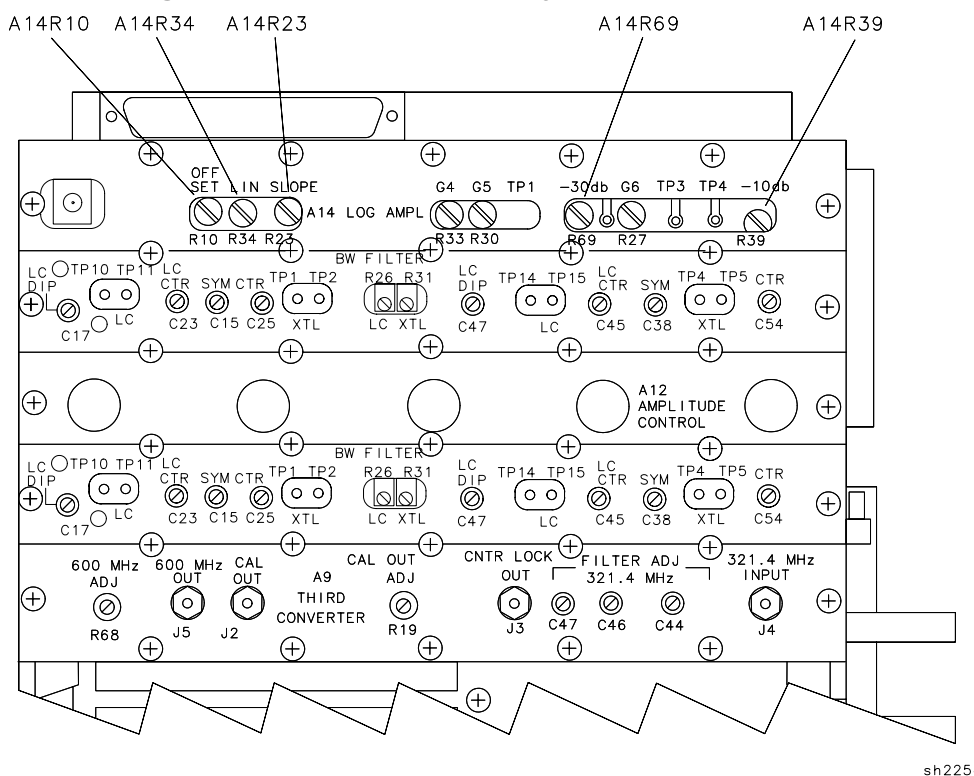 A14R10 A14R34 A14R23 A14R69 A14R39
OFF
SET LIN SLOPE G4 G5 TP1 -30db G6 TP3 TP4 -10db
A14 LOG AMPL
R10 R34 R23 R33 R30 R69 R27 R39
BW FILTER
LC DIP TP10 TP11 LC CTR SYM CTR TP1 TP2 R26 R31 LC DIP TP14 TP15 LC CTR SYM TP4 TP5 CTR
C17 LC C23 C15 C25 XTL LC XTL C47 LC C45 C38 XTL C54
A12
AMPLITUDE
CONTROL
BW FILTER
LC DIP TP10 TP11 LC CTR SYM CTR TP1 TP2 R26 R31 LC DIP TP14 TP15 LC CTR SYM TP4 TP5 CTR
C17 LC C23 C15 C25 XTL LC XTL C47 LC C45 C38 XTL C54
600 MHz ADJ 600 MHz OUT CAL OUT A9 THIRD CONVERTER CAL OUT ADJ CNTR LOCK OUT FILTER ADJ 321.4 MHz 321.4 MHz INPUT
R68 J5 J2 R19 J3 C47 C46 C44 J4
sh225